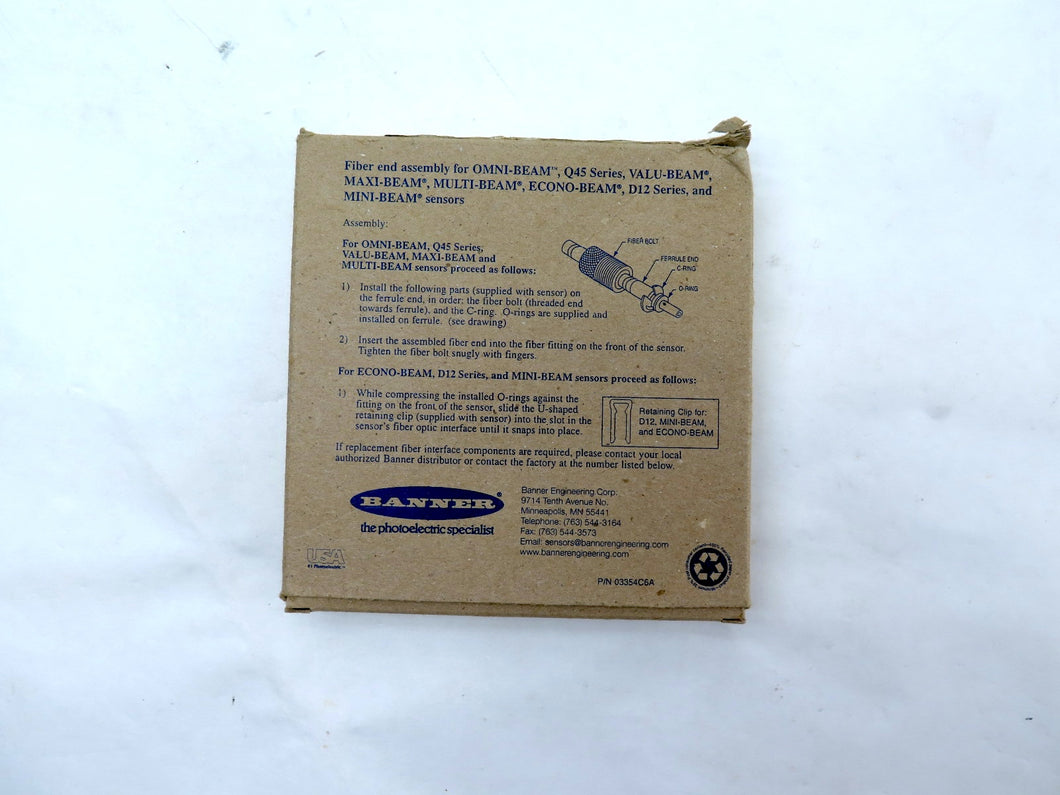 Fiber end assembly for OMNI-BEAM™, Q45 Series, VALU-BEAM®,
MAXI-BEAM®, MULTI-BEAM®, ECONO-BEAM®, D12 Series, and
MINI-BEAM® sensors
Assembly:
For OMNI-BEAM, Q45 Series,
VALU-BEAM, MAXI-BEAM and
MULTI-BEAM sensors proceed as follows:
FIBER BOLT
FERRULE END
C-RING
O-RING
1) Install the following parts (supplied with sensor) on
the ferrule end, in order: the fiber bolt (threaded end
towards ferrule), and the C-ring. O-rings are supplied and
installed on ferrule. (see drawing)
2) Insert the assembled fiber end into the fiber fitting on the front of the sensor.
Tighten the fiber bolt snugly with fingers.
For ECONO-BEAM, D12 Series, and MINI-BEAM sensors proceed as follows:
1) While compressing the installed O-rings against the
fitting on the front of the sensor, slide the U-shaped
retaining clip (supplied with sensor) into the slot in the
sensor's fiber optic interface until it snaps into place.
Retaining Clip for:
D12, MINI-BEAM,
and ECONO-BEAM
If replacement fiber interface components are required, please contact your local
authorized Banner distributor or contact the factory at the number listed below.
BANNER®
the photoelectric specialist
Banner Engineering Corp.
9714 Tenth Avenue No.
Minneapolis, MN 55441
Telephone: (763) 544-3164
Fax: (763) 544-3573
Email: sensors@bannerengineering.com
www.bannerengineering.com
USA
#1 Photoelectric™
P/N 03354C6A